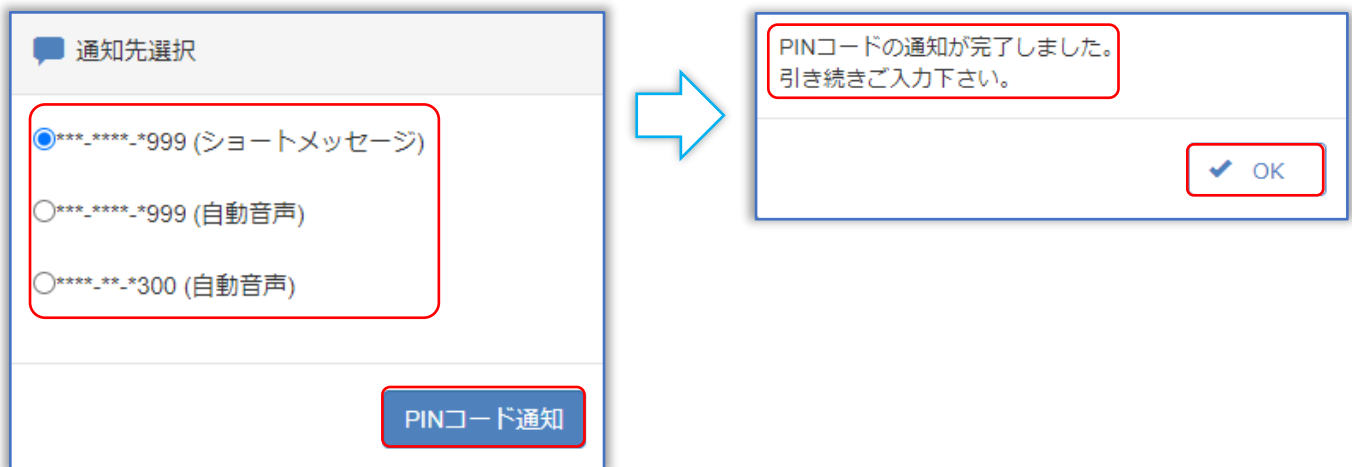 通知先選択
***-****-*999 (ショートメッセージ)
***-****-*999 (自動音声)
****-**-*300 (自動音声)
PINコード通知
PINコードの通知が完了しました。
引き続きご入力下さい。
OK